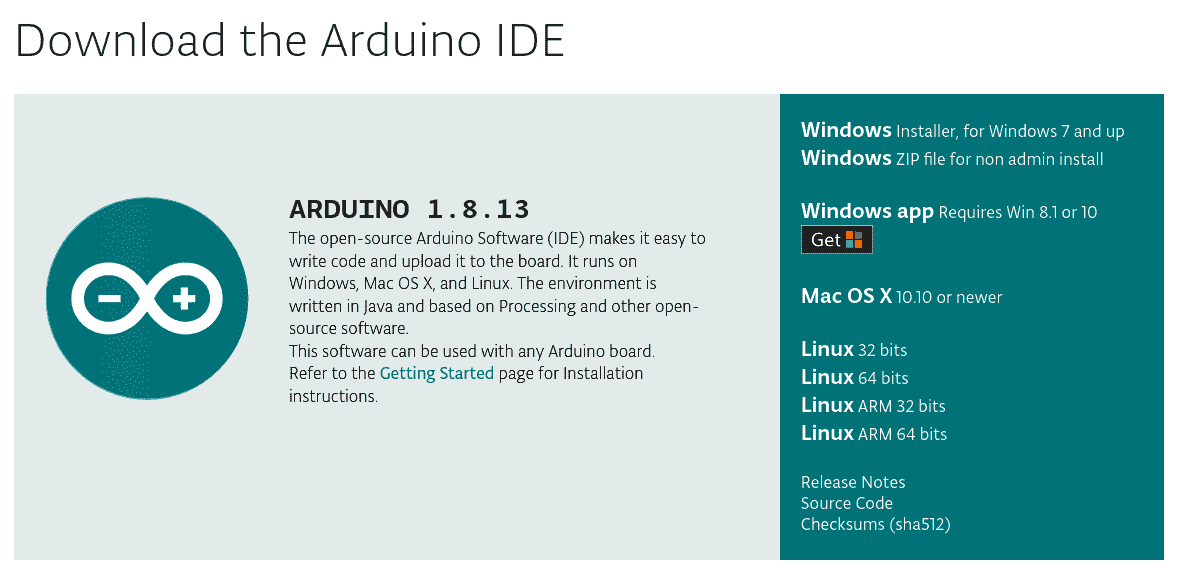 Download the Arduino IDE
ARDUINO 1.8.13
The open-source Arduino Software (IDE) makes it easy to
write code and upload it to the board. It runs on
Windows, Mac OS X, and Linux. The environment is
written in Java and based on Processing and other open-
source software.
This software can be used with any Arduino board.
Refer to the Getting Started page for Installation
instructions.
Windows Installer, for Windows 7 and up
Windows ZIP file for non admin install
Windows app Requires Win 8.1 or 10
Get
Mac OS X 10.10 or newer
Linux 32 bits
Linux 64 bits
Linux ARM 32 bits
Linux ARM 64 bits
Release Notes
Source Code
Checksums (sha512)